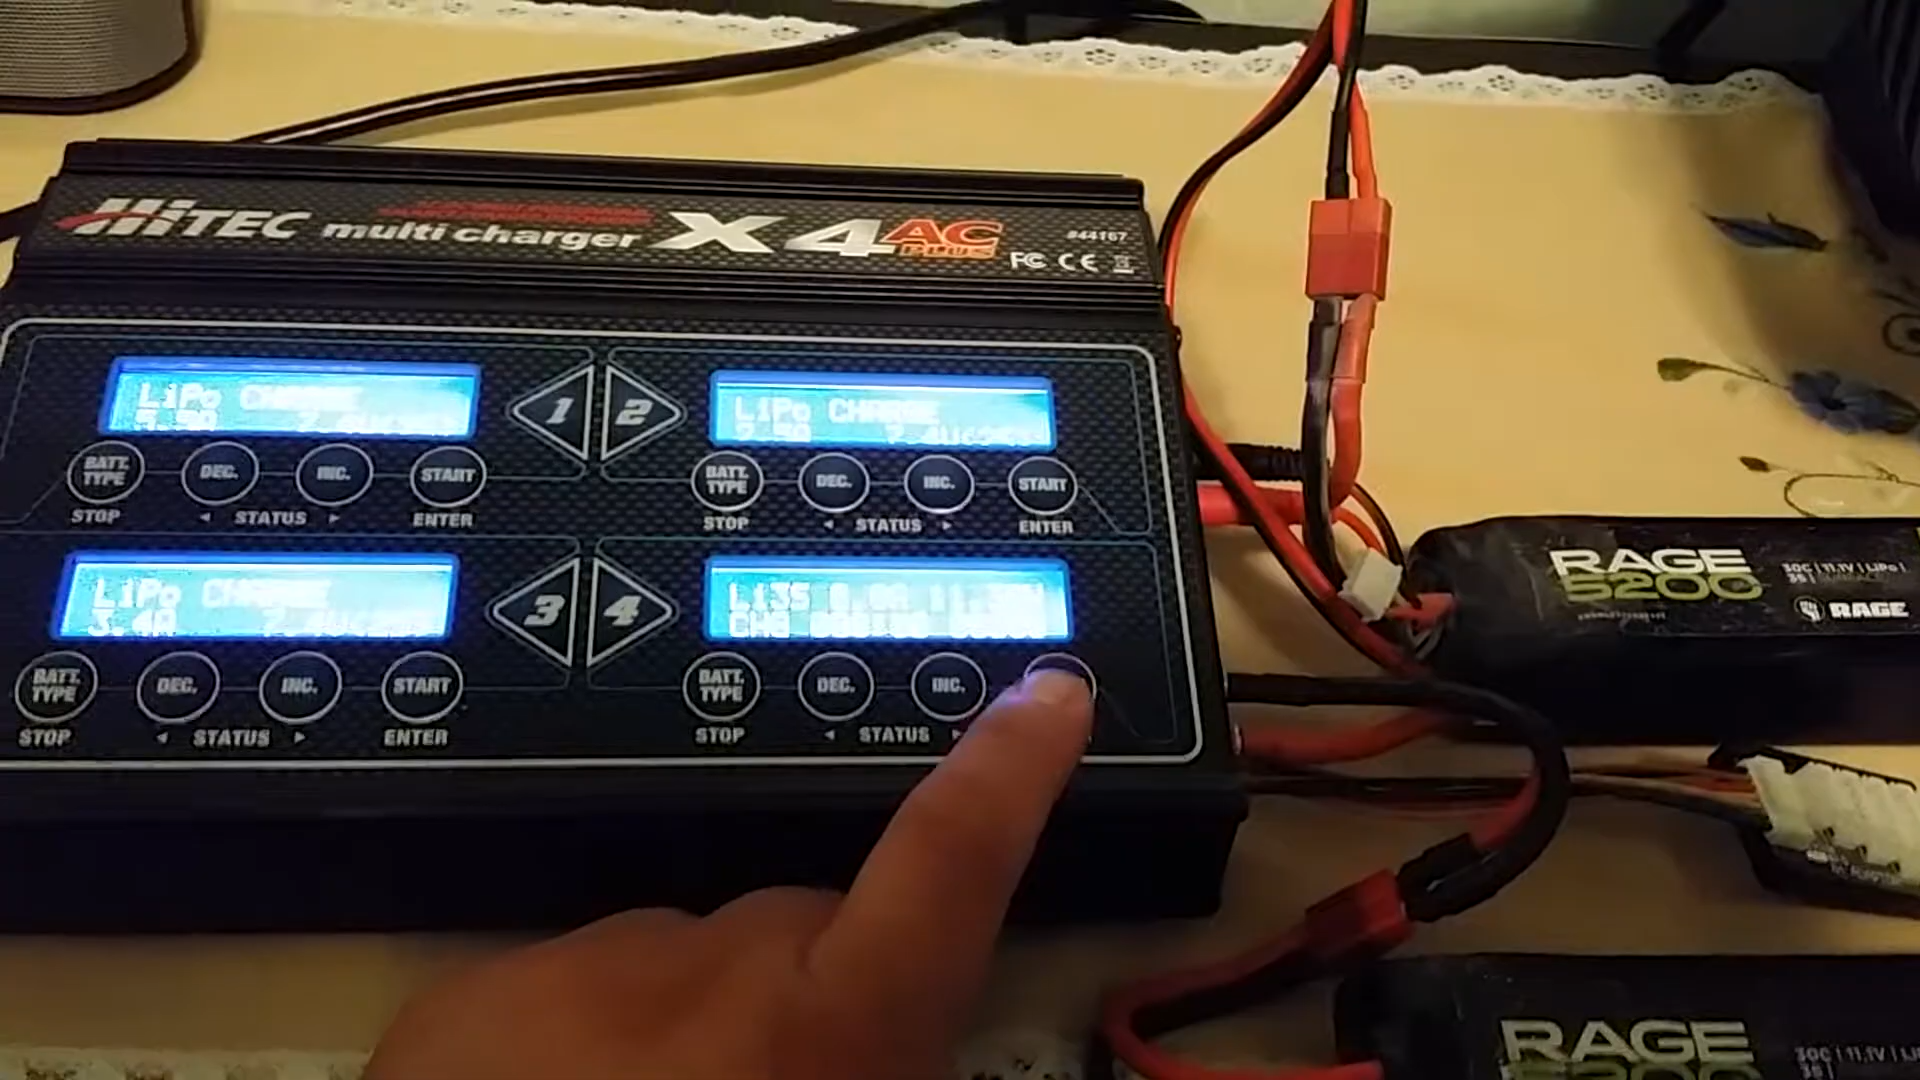 HiTEC multi charger X4 AC PLUS #44167
FC CE
LiPo CHARGE
1
2
LiPo CHARGE
BATT. TYPE DEC. INC. START
STOP ◄ STATUS ► ENTER
BATT. TYPE DEC. INC. START
STOP ◄ STATUS ► ENTER
LiPo CHARGE
3.4A
3
4
BATT. TYPE DEC. INC. START
STOP ◄ STATUS ► ENTER
BATT. TYPE DEC. INC.
STOP ◄ STATUS ►
RAGE
5200
30C | 11.1V | LiPo |
3S |
RAGE
RAGE
5200
30C | 11.1V |
3S |